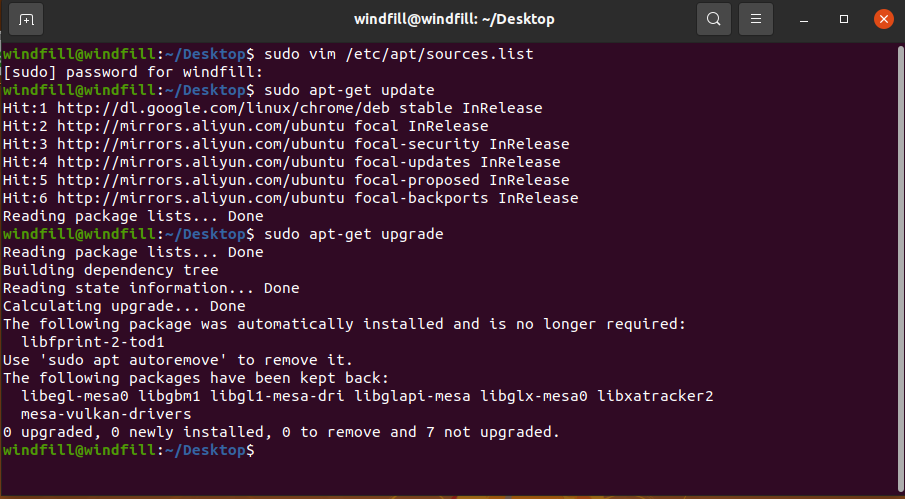 windfill@windfill: ~/Desktop
windfill@windfill:~/Desktop$ sudo vim /etc/apt/sources.list
[sudo] password for windfill:
windfill@windfill:~/Desktop$ sudo apt-get update
Hit:1 http://dl.google.com/linux/chrome/deb stable InRelease
Hit:2 http://mirrors.aliyun.com/ubuntu focal InRelease
Hit:3 http://mirrors.aliyun.com/ubuntu focal-security InRelease
Hit:4 http://mirrors.aliyun.com/ubuntu focal-updates InRelease
Hit:5 http://mirrors.aliyun.com/ubuntu focal-proposed InRelease
Hit:6 http://mirrors.aliyun.com/ubuntu focal-backports InRelease
Reading package lists... Done
windfill@windfill:~/Desktop$ sudo apt-get upgrade
Reading package lists... Done
Building dependency tree
Reading state information... Done
Calculating upgrade... Done
The following package was automatically installed and is no longer required:
  libfprint-2-tod1
Use 'sudo apt autoremove' to remove it.
The following packages have been kept back:
  libegl-mesa0 libgbm1 libgl1-mesa-dri libglapi-mesa libglx-mesa0 libxatracker2
  mesa-vulkan-drivers
0 upgraded, 0 newly installed, 0 to remove and 7 not upgraded.
windfill@windfill:~/Desktop$